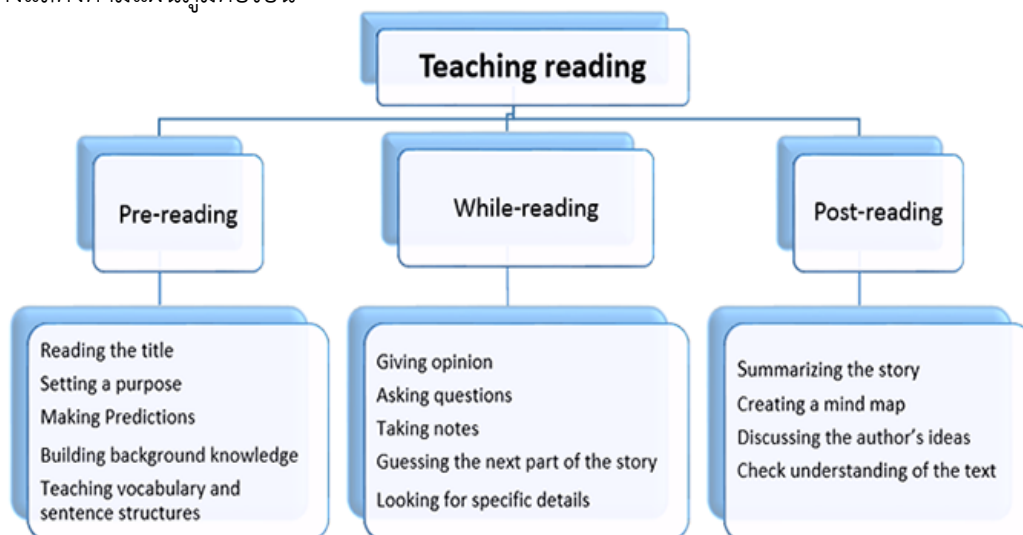 Teaching reading
Pre-reading
While-reading
Post-reading
Reading the title
Setting a purpose
Making Predictions
Building background knowledge
Teaching vocabulary and
sentence structures
Giving opinion
Asking questions
Taking notes
Guessing the next part of the story
Looking for specific details
Summarizing the story
Creating a mind map
Discussing the author's ideas
Check understanding of the text